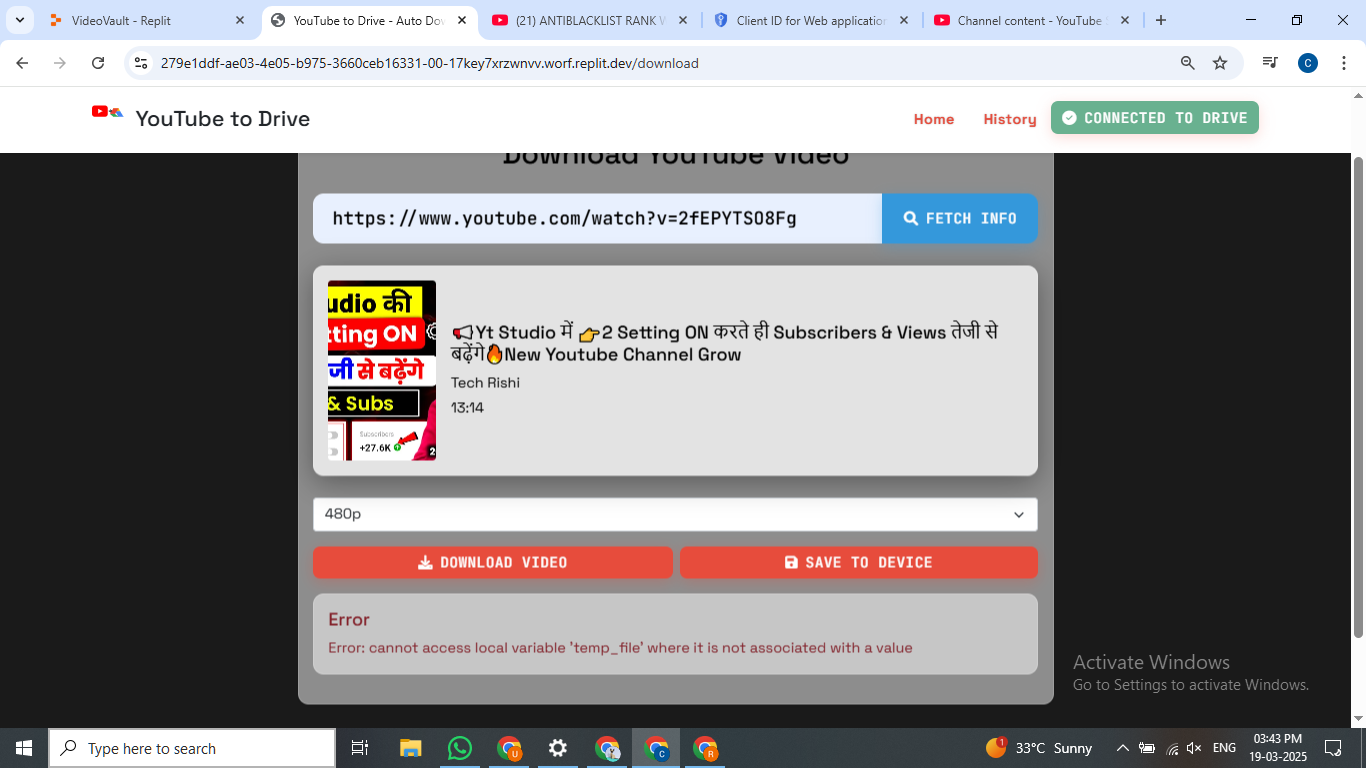 VideoVault - Replit
YouTube to Drive - Auto Dow
(21) ANTIBLACKLIST RANK W
Client ID for Web application
Channel content - YouTube S
279e1ddf-ae03-4e05-b975-3660ceb16331-00-17key7xrzwnvv.worf.replit.dev/download
C
YouTube to Drive
Home
History
CONNECTED TO DRIVE
Download YouTube Video
https://www.youtube.com/watch?v=2fEPYTSO8Fg
FETCH INFO
udio की
tting ON
जी से बढ़ेंगे
& Subs
Subscribers
+27.6K
2
📢Yt Studio में 👉2 Setting ON करते ही Subscribers & Views तेजी से
बढ़ेंगे🔥New Youtube Channel Grow
Tech Rishi
13:14
480p
DOWNLOAD VIDEO
SAVE TO DEVICE
Error
Error: cannot access local variable 'temp_file' where it is not associated with a value
Activate Windows
Go to Settings to activate Windows.
Type here to search
U
Y
C
R
1
33°C Sunny
ENG
03:43 PM
19-03-2025